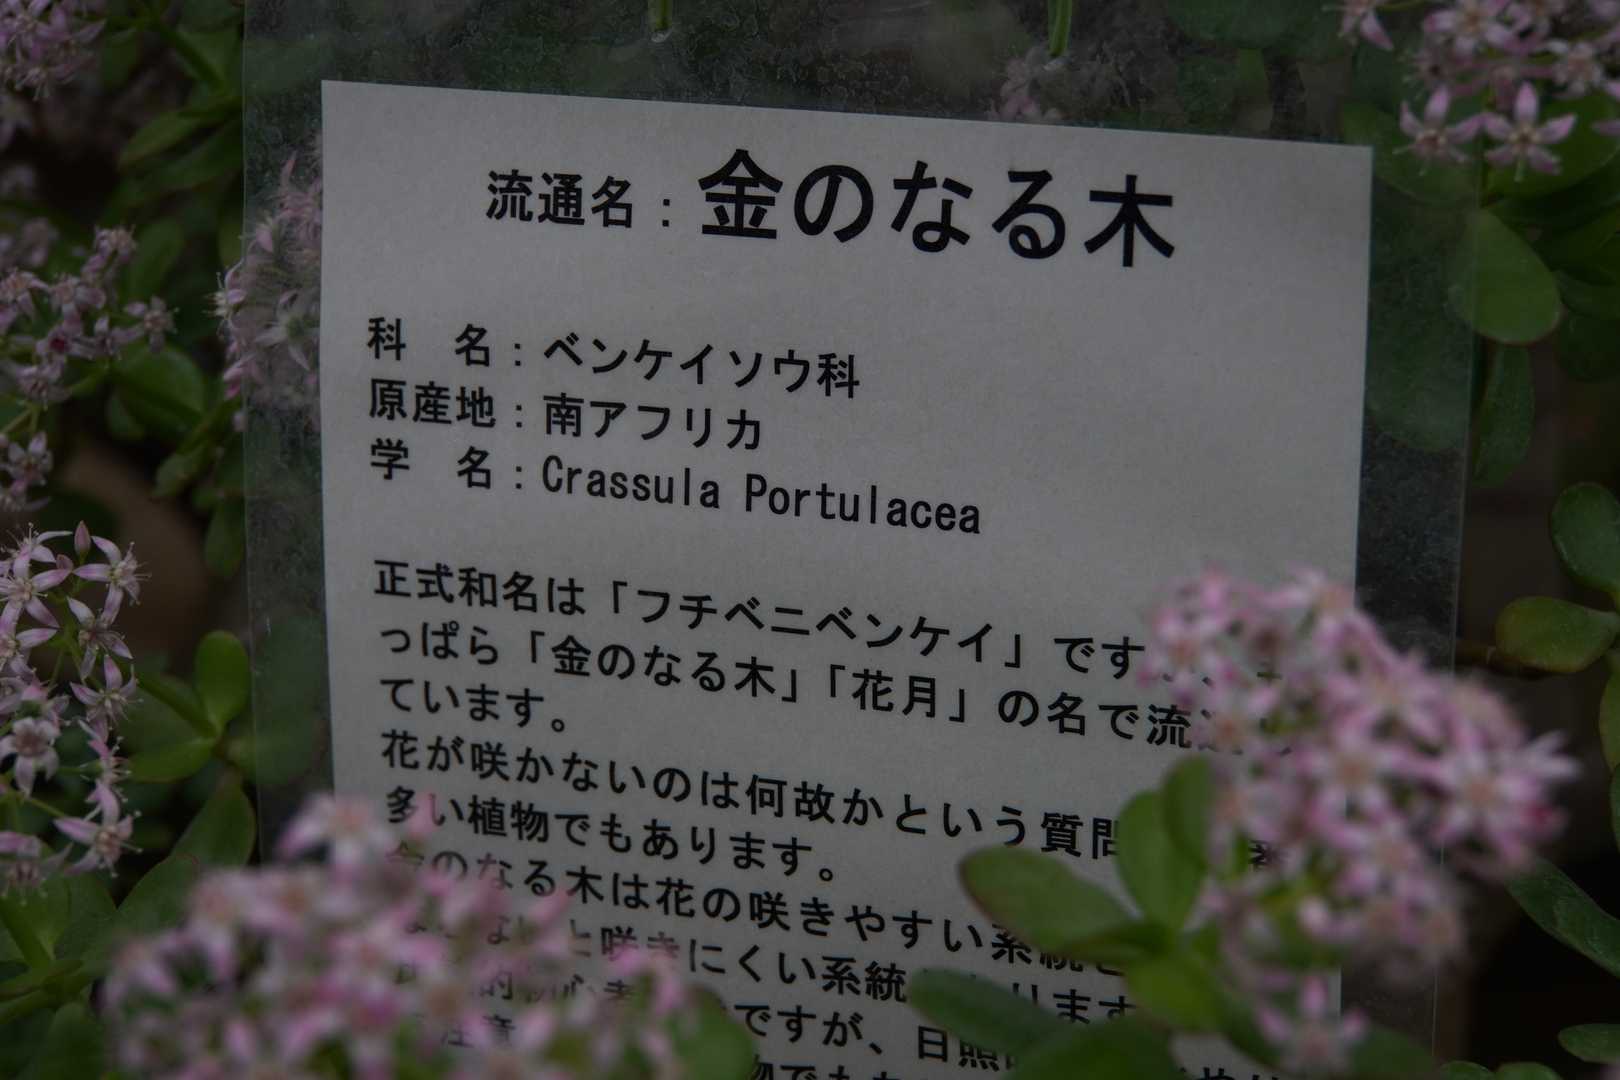 流通名：金のなる木
科　名：ベンケイソウ科
原産地：南アフリカ
学　名：Crassula Portulacea
正式和名は「フチベニベンケイ」です
っぱら「金のなる木」「花月」の名で流通
ています。
花が咲かないのは何故かという質問
多い植物でもあります。
金のなる木は花の咲きやすい系統と
と咲きにくい系統
ですが、日照